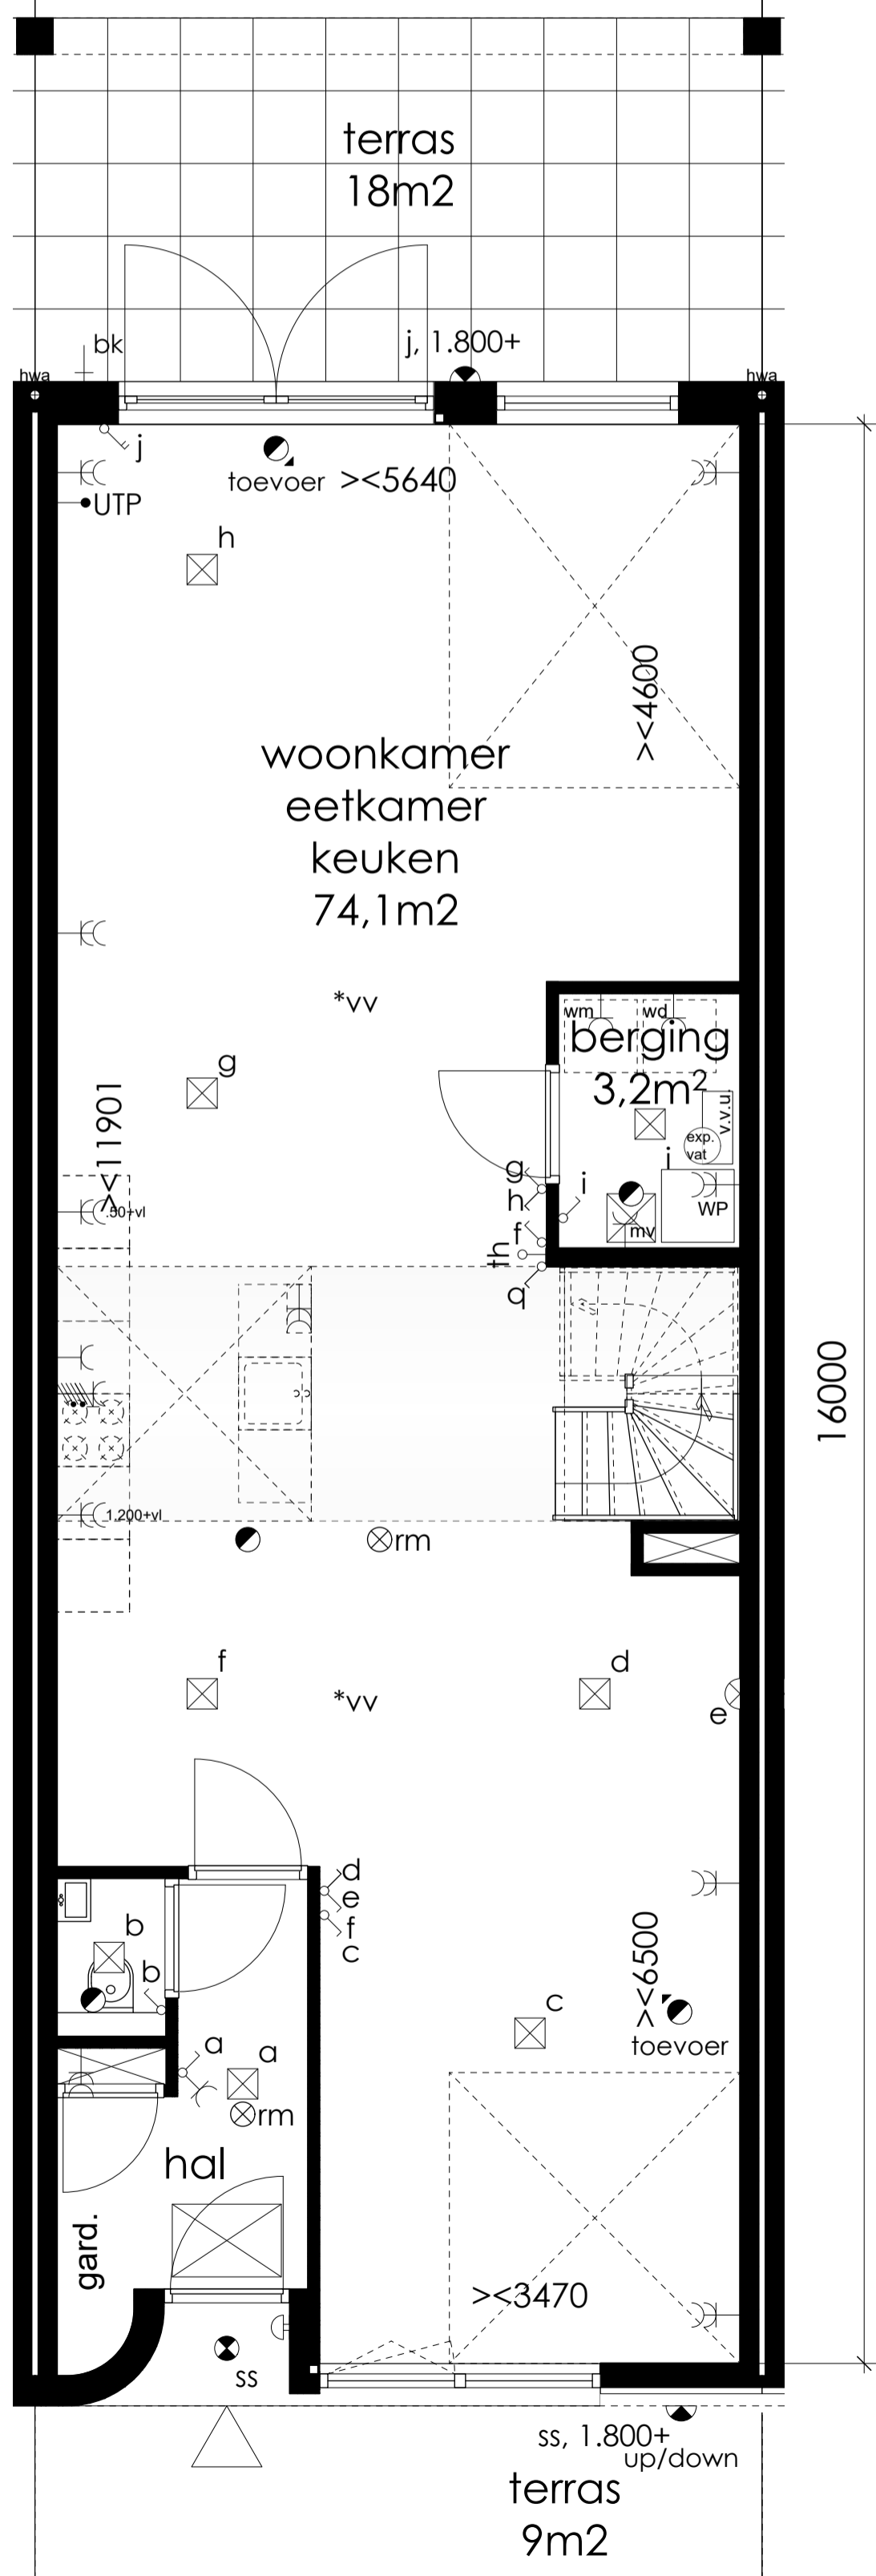 terras
18m2
bk
j, 1.800+
hwa
hwa
j
toevoer
><5640
UTP
h
><4600
woonkamer
eetkamer
keuken
74,1m2
*vv
wm
wd
berging
3,2m²
g
v.v.u.
exp.
vat
><11901
g
i
i
h
WP
.50+vl
f
mv
th
q
16000
1.200+vl
rm
f
d
*vv
e
d
e
f
c
b
b
><6500
c
toevoer
a
a
rm
hal
gard.
><3470
ss
ss, 1.800+
up/down
terras
9m2